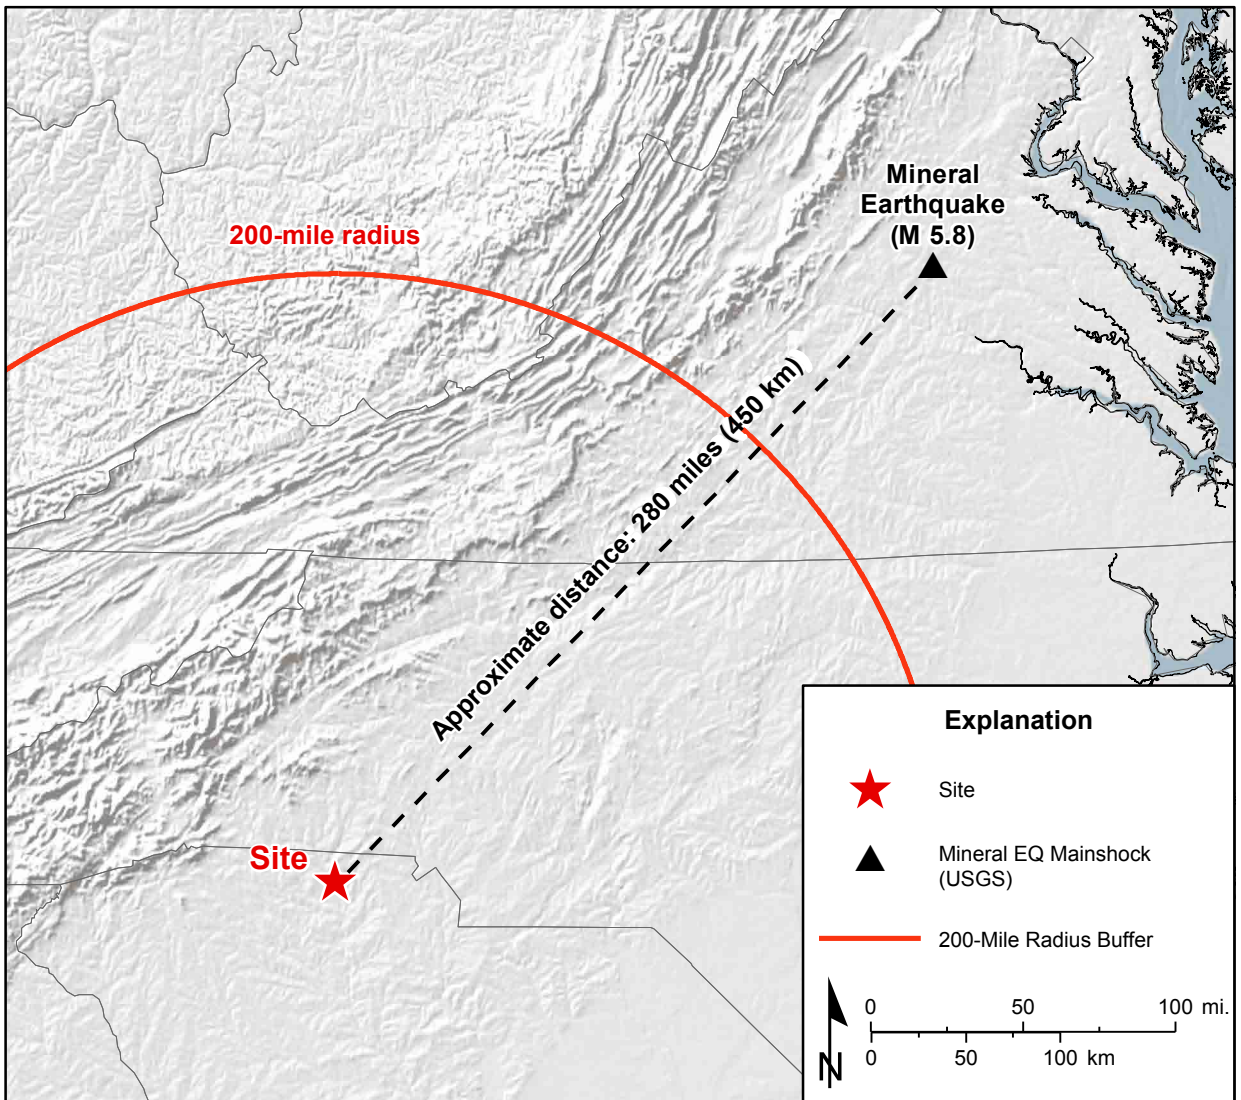 Mineral
Earthquake
(M 5.8)
200-mile radius
Approximate distance: 280 miles (450 km)
Site
Explanation
Site
Mineral EQ Mainshock
(USGS)
200-Mile Radius Buffer
0 50 100 mi.
0 50 100 km
N